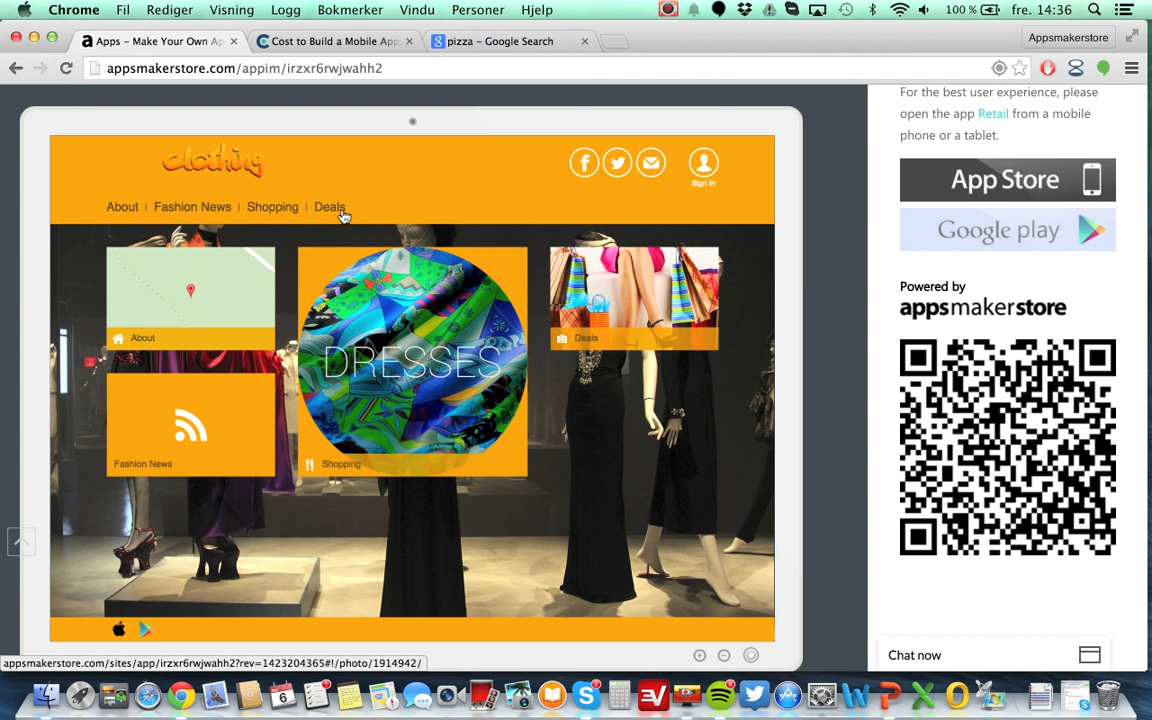 Chrome Fil Rediger Visning Logg Bokmerker Vindu Personer Hjelp 100 % fre. 14:36
Apps – Make Your Own Ap × Cost to Build a Mobile App × pizza – Google Search × Appsmakerstore
appsmakerstore.com/appim/irzxr6rwjwahh2
For the best user experience, please
open the app Retail from a mobile
phone or a tablet.
App Store
Google play
Powered by
appsmakerstore
clothing
Sign In
About | Fashion News | Shopping | Deals
DRESSES
About
Deals
Fashion News
Shopping
appsmakerstore.com/sites/app/irzxr6rwjwahh2?rev=1423204365#!/photo/1914942/
Chat now